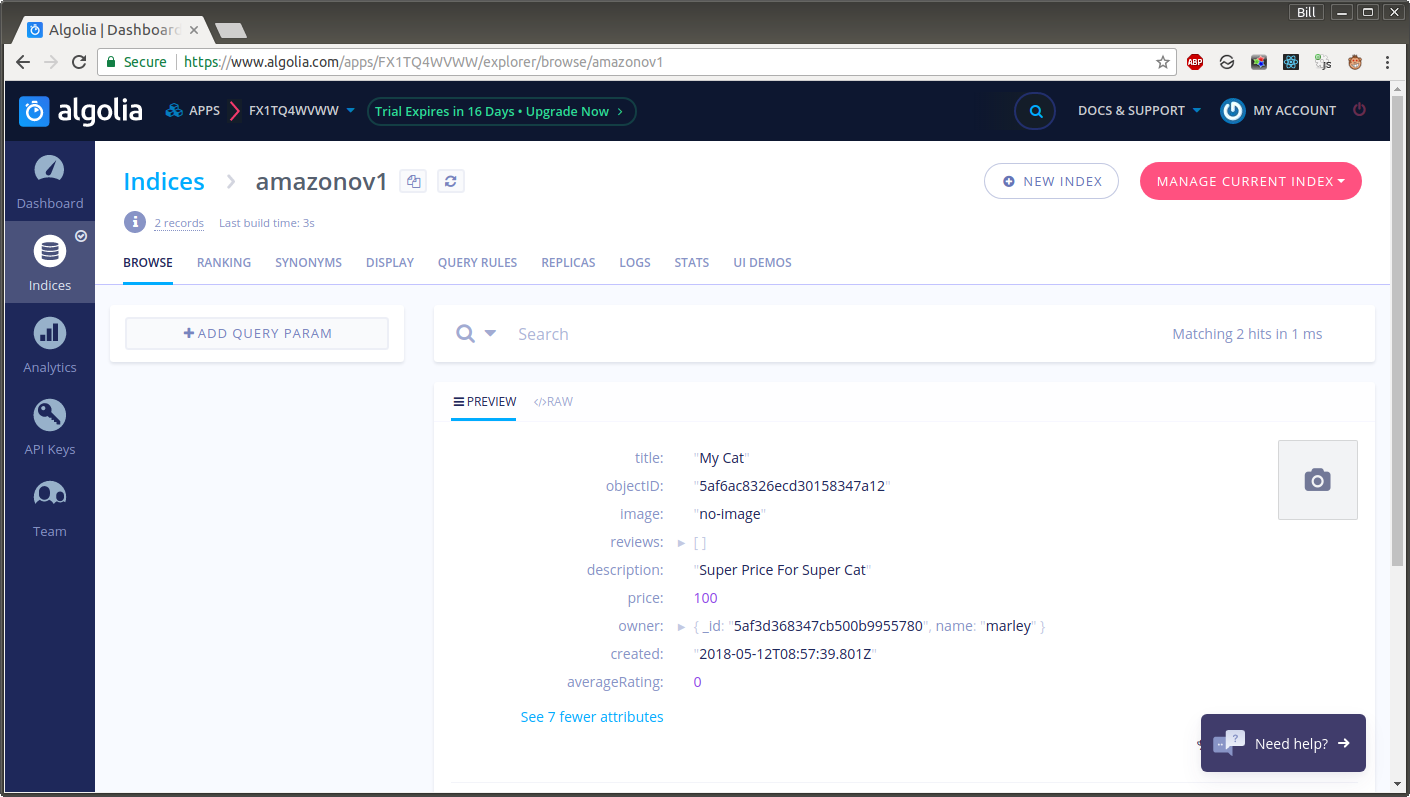 Bill
Algolia | Dashboard
Secure https://www.algolia.com/apps/FX1TQ4WVWW/explorer/browse/amazonov1
ABP
JS
algolia APPS FX1TQ4WVWW Trial Expires in 16 Days • Upgrade Now > DOCS & SUPPORT MY ACCOUNT
Dashboard
Indices
Analytics
API Keys
Team
Indices > amazonov1
NEW INDEX
MANAGE CURRENT INDEX
2 records Last build time: 3s
BROWSE RANKING SYNONYMS DISPLAY QUERY RULES REPLICAS LOGS STATS UI DEMOS
+ ADD QUERY PARAM
Search
Matching 2 hits in 1 ms
PREVIEW </>RAW
title: "My Cat"
objectID: "5af6ac8326ecd30158347a12"
image: "no-image"
reviews: [ ]
description: "Super Price For Super Cat"
price: 100
owner: { _id: "5af3d368347cb500b9955780", name: "marley" }
created: "2018-05-12T08:57:39.801Z"
averageRating: 0
See 7 fewer attributes
Need help? →